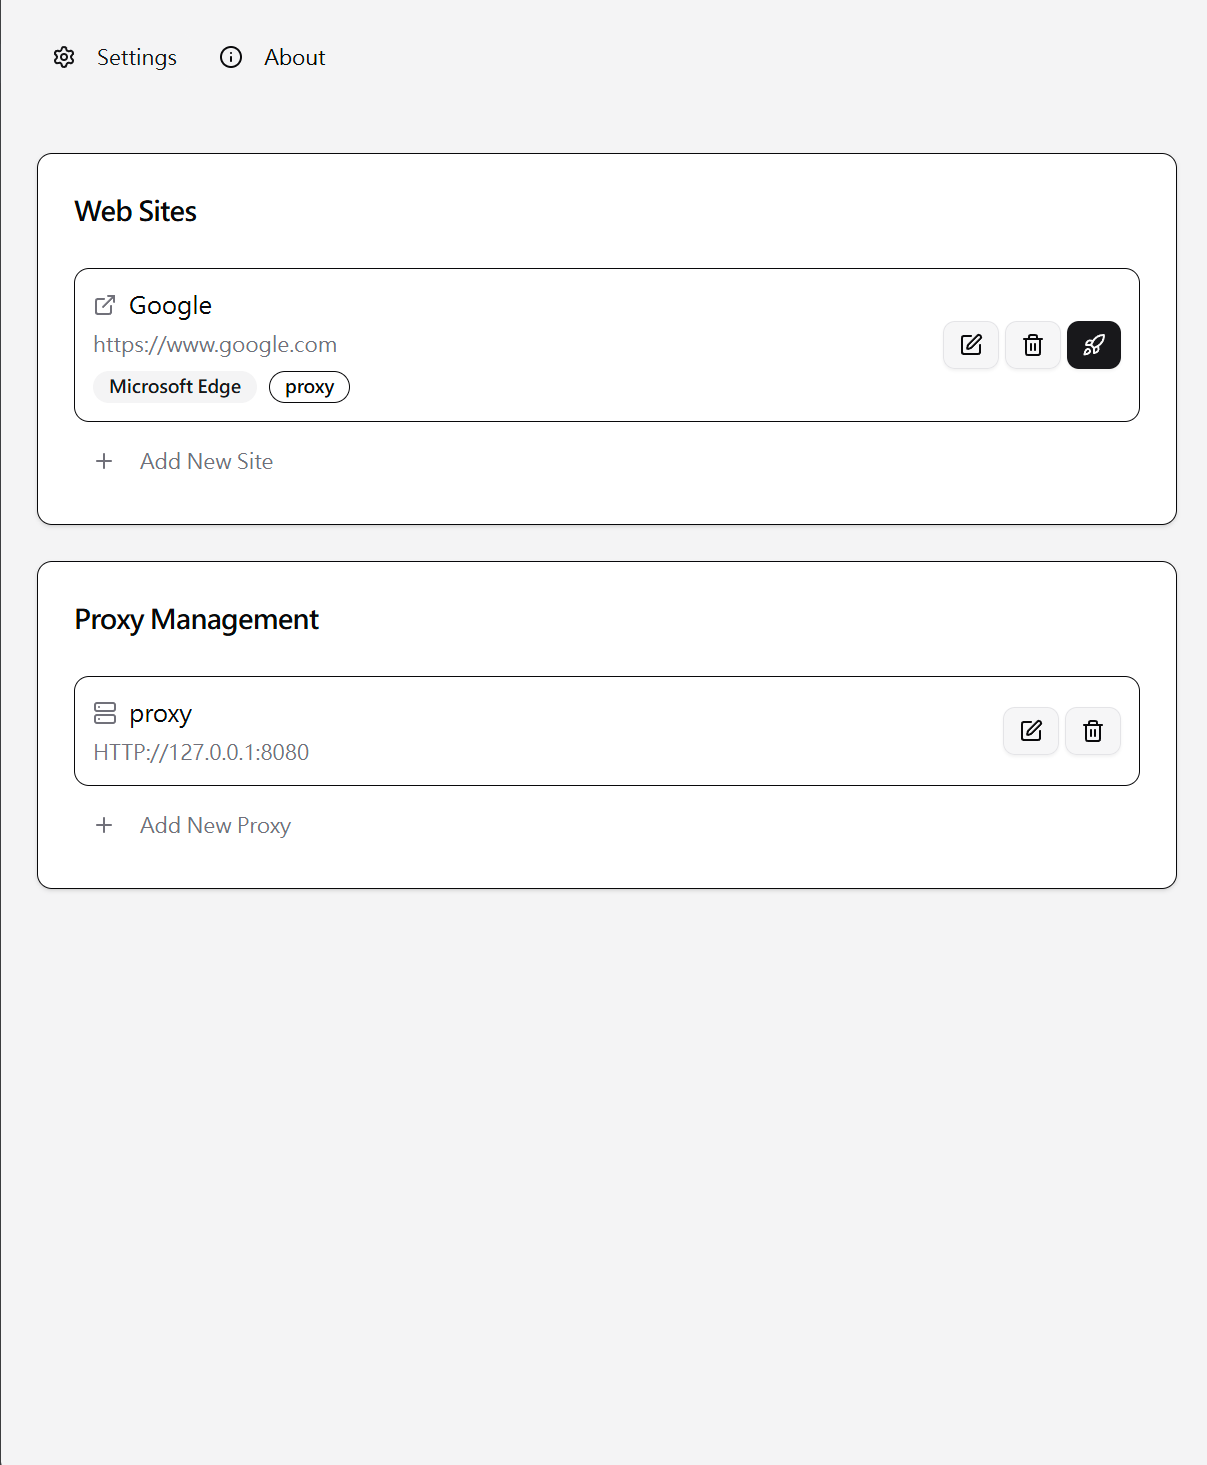 Settings About
Web Sites
Google
https://www.google.com
Microsoft Edge proxy
Add New Site
Proxy Management
proxy
HTTP://127.0.0.1:8080
Add New Proxy